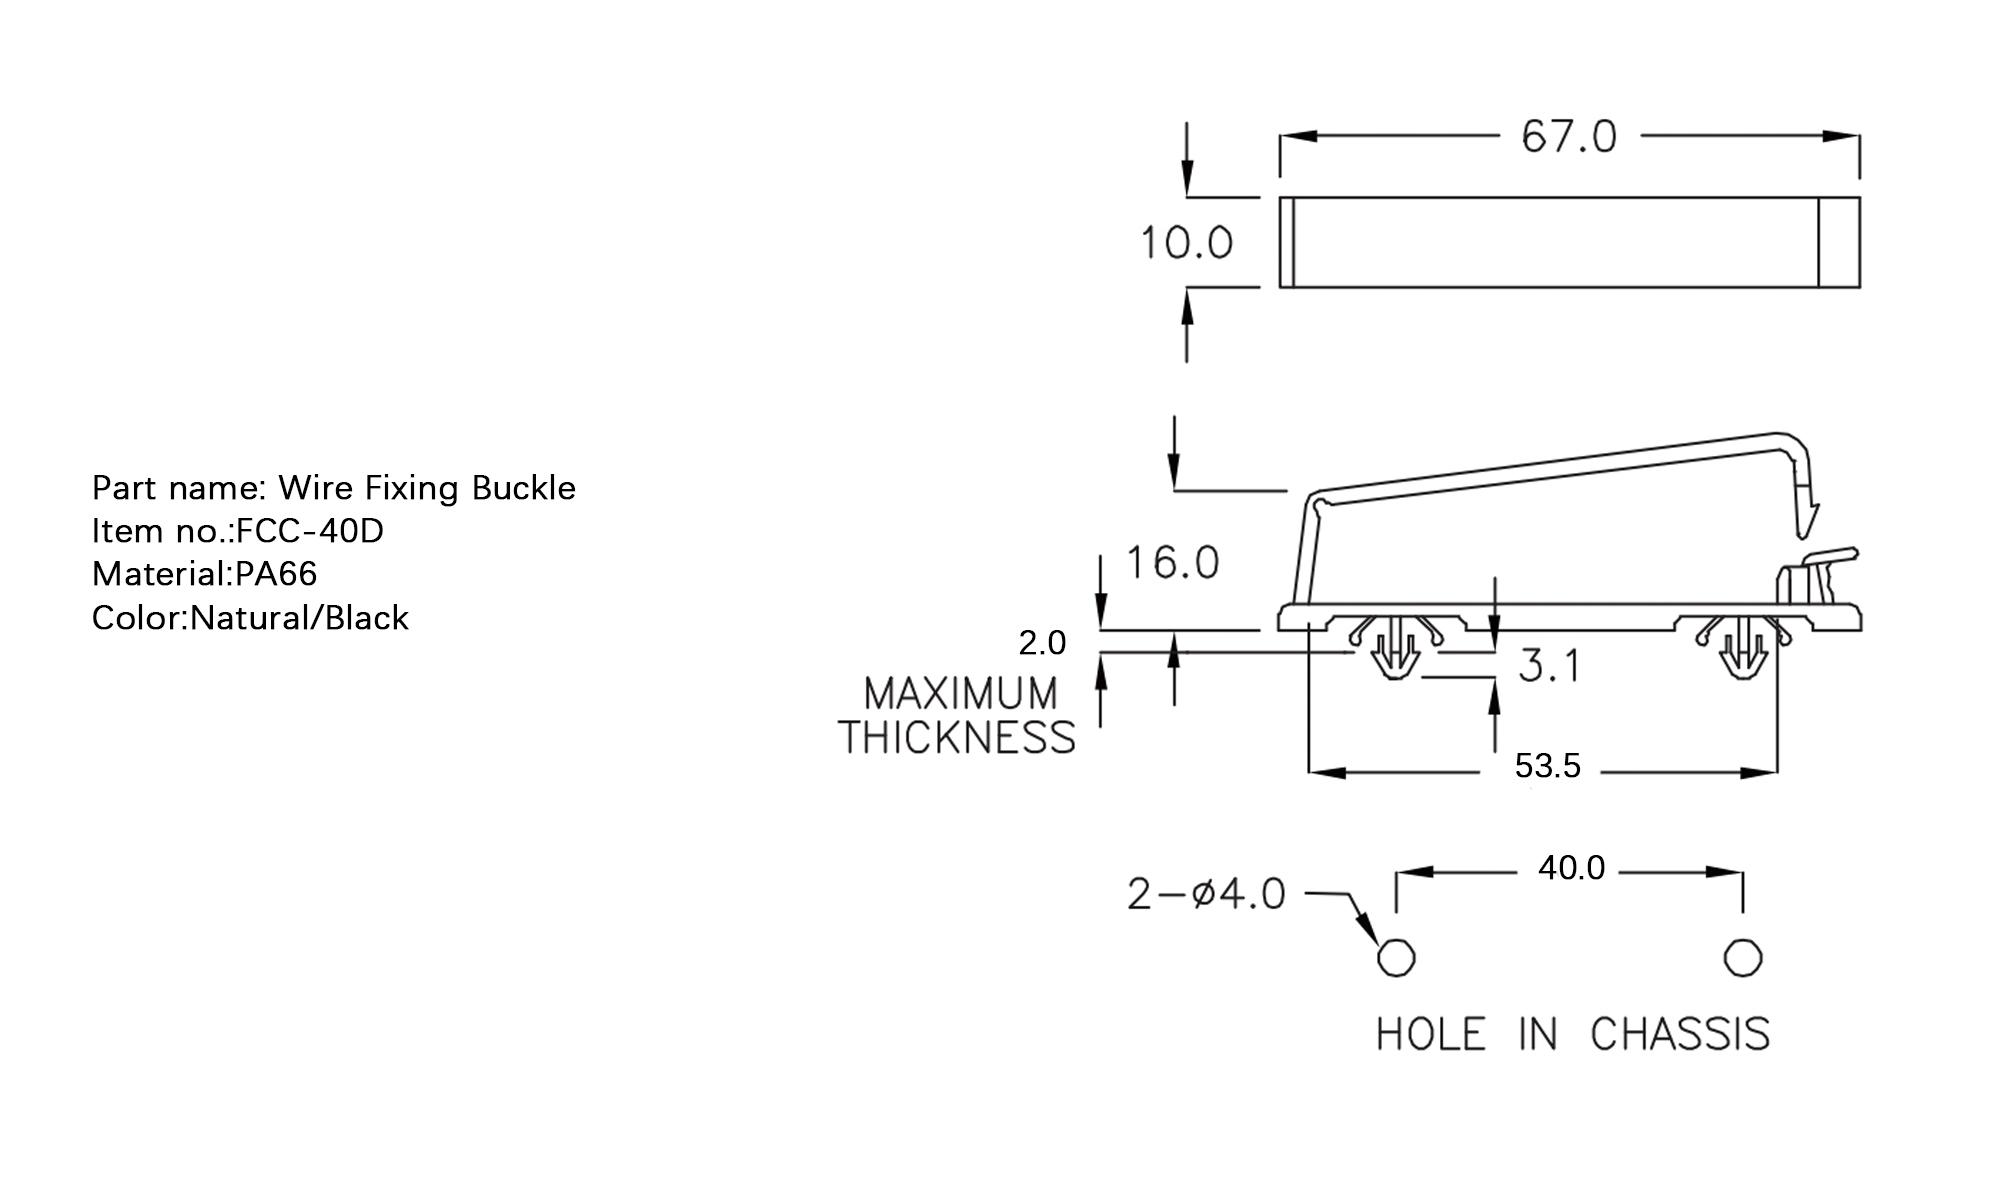 67.0
10.0
Part name: Wire Fixing Buckle
Item no.:FCC-40D
Material:PA66
Color:Natural/Black
16.0
2.0
MAXIMUM
THICKNESS
3.1
53.5
40.0
2-ø4.0
HOLE IN CHASSIS